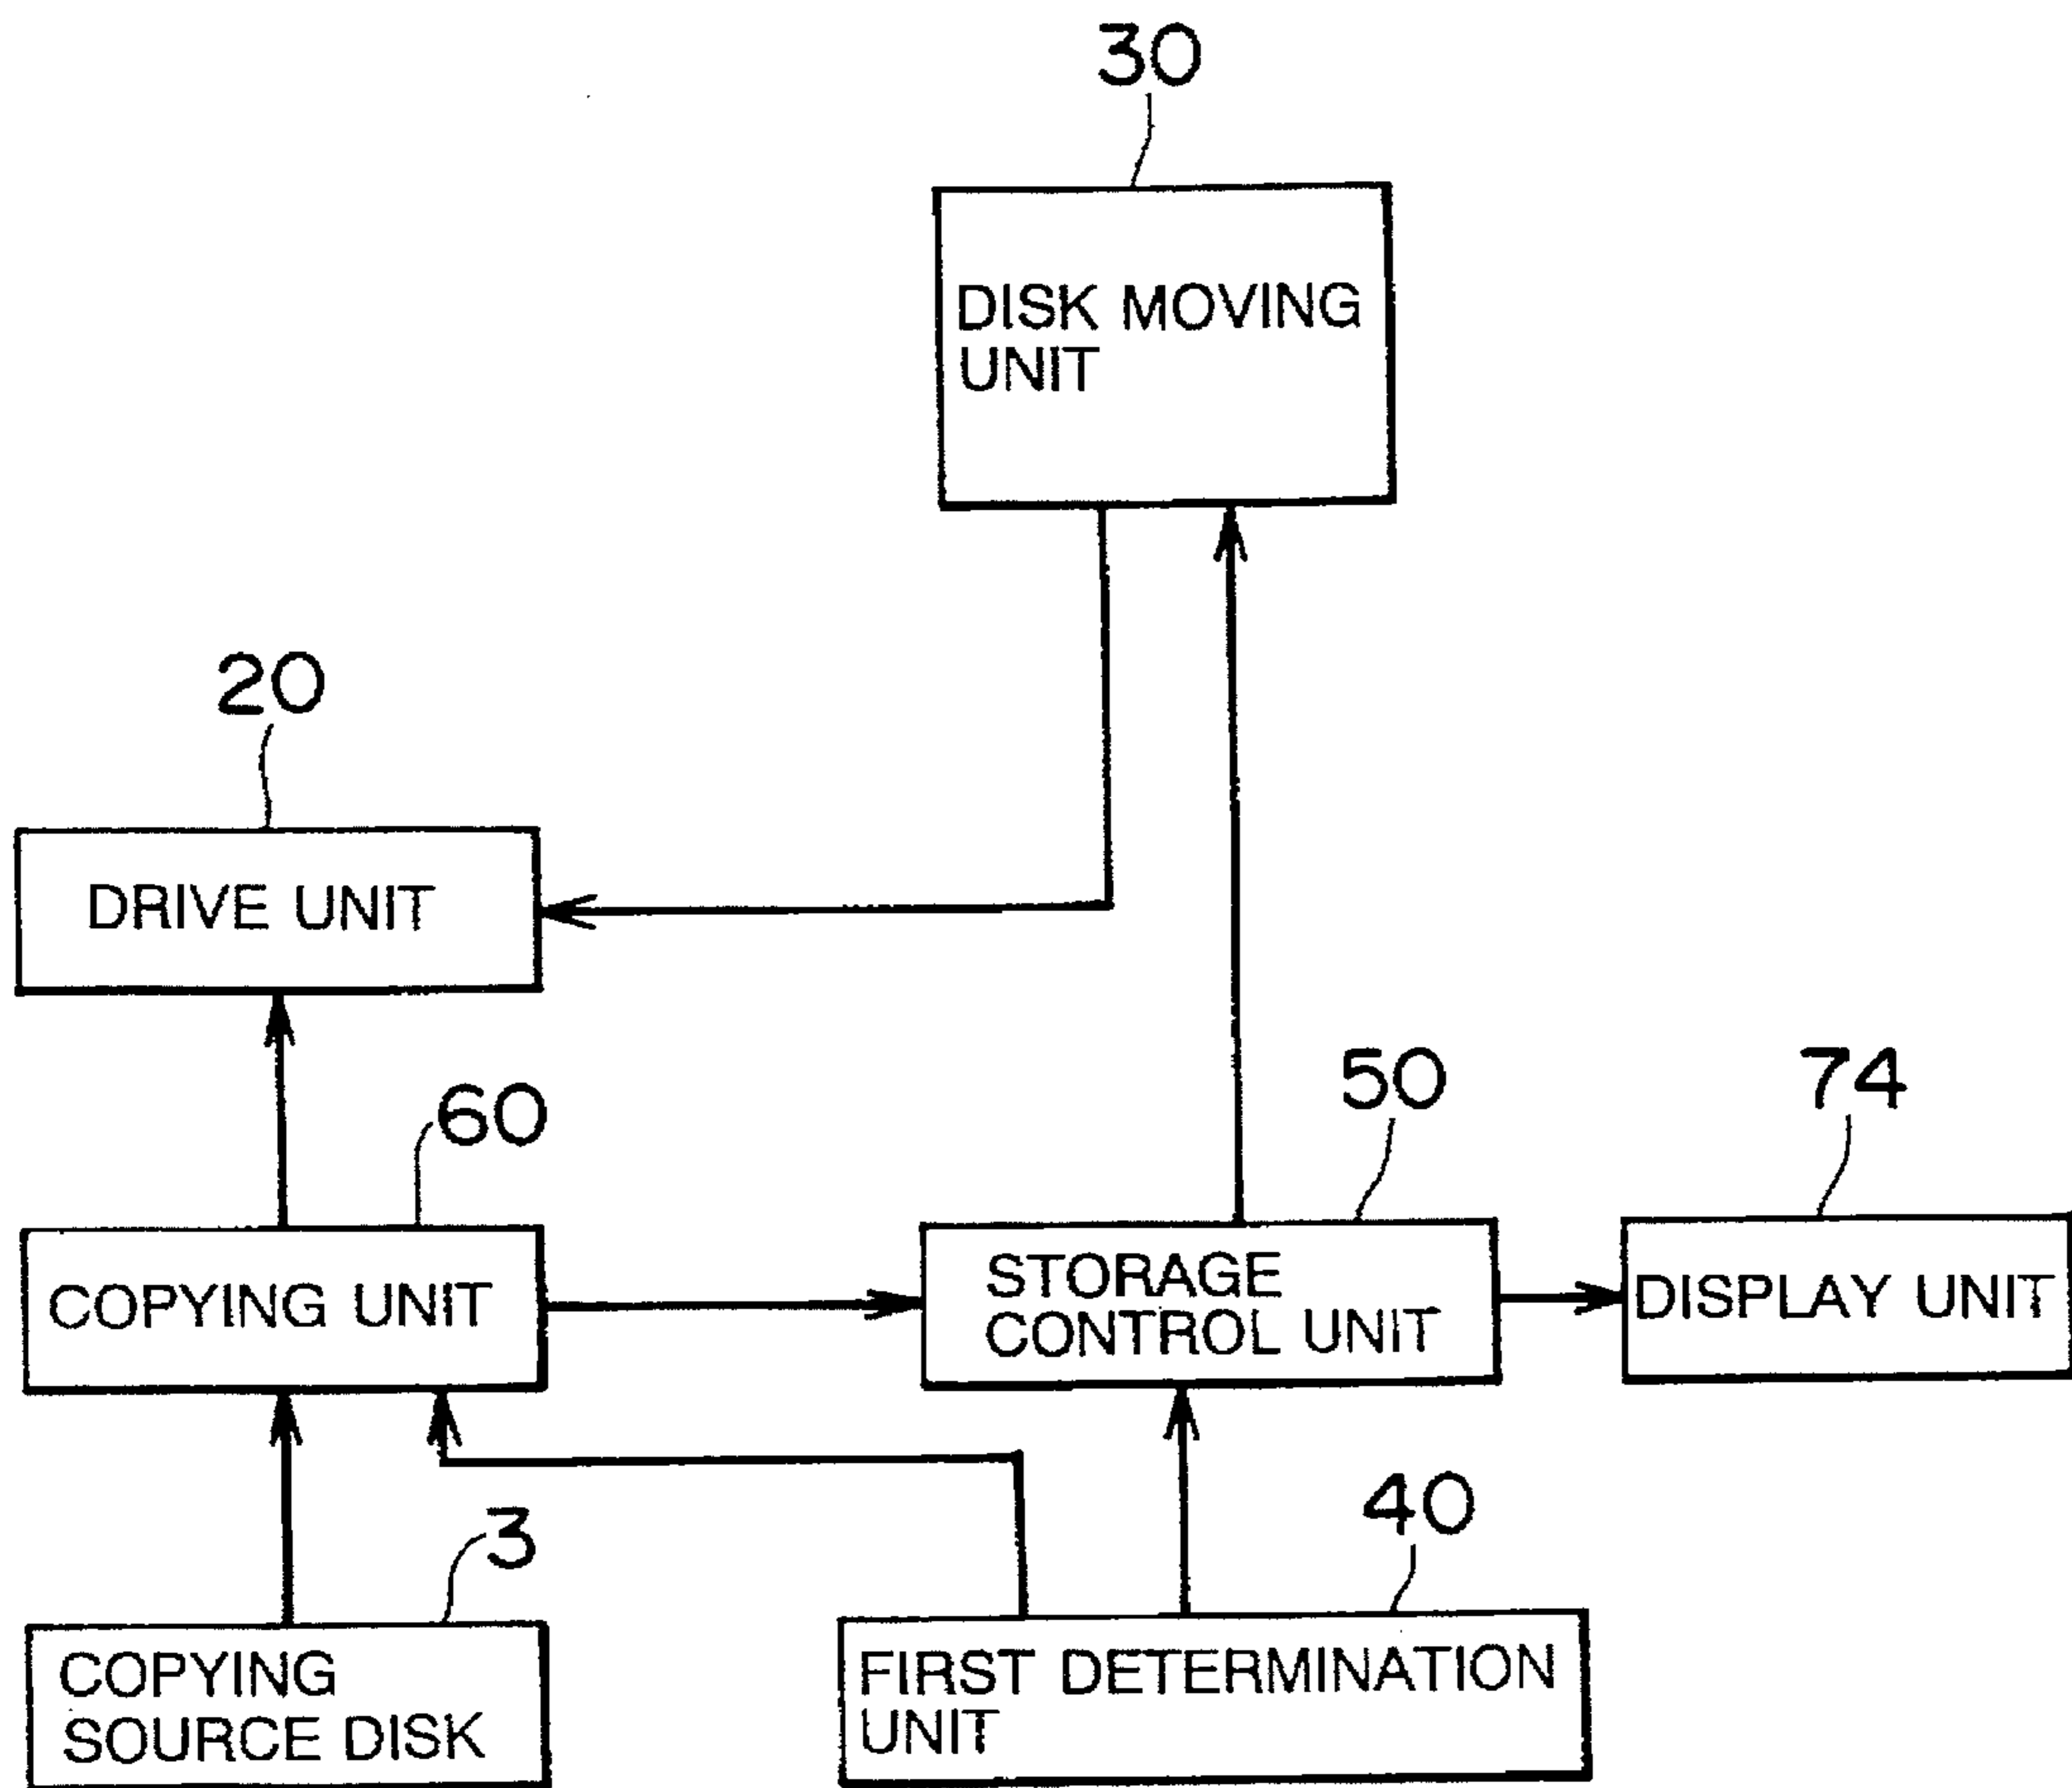 30
DISK MOVING
UNIT
20
DRIVE UNIT
60
COPYING UNIT
50
STORAGE
CONTROL UNIT
74
DISPLAY UNIT
3
COPYING
SOURCE DISK
40
FIRST DETERMINATION
UNIT